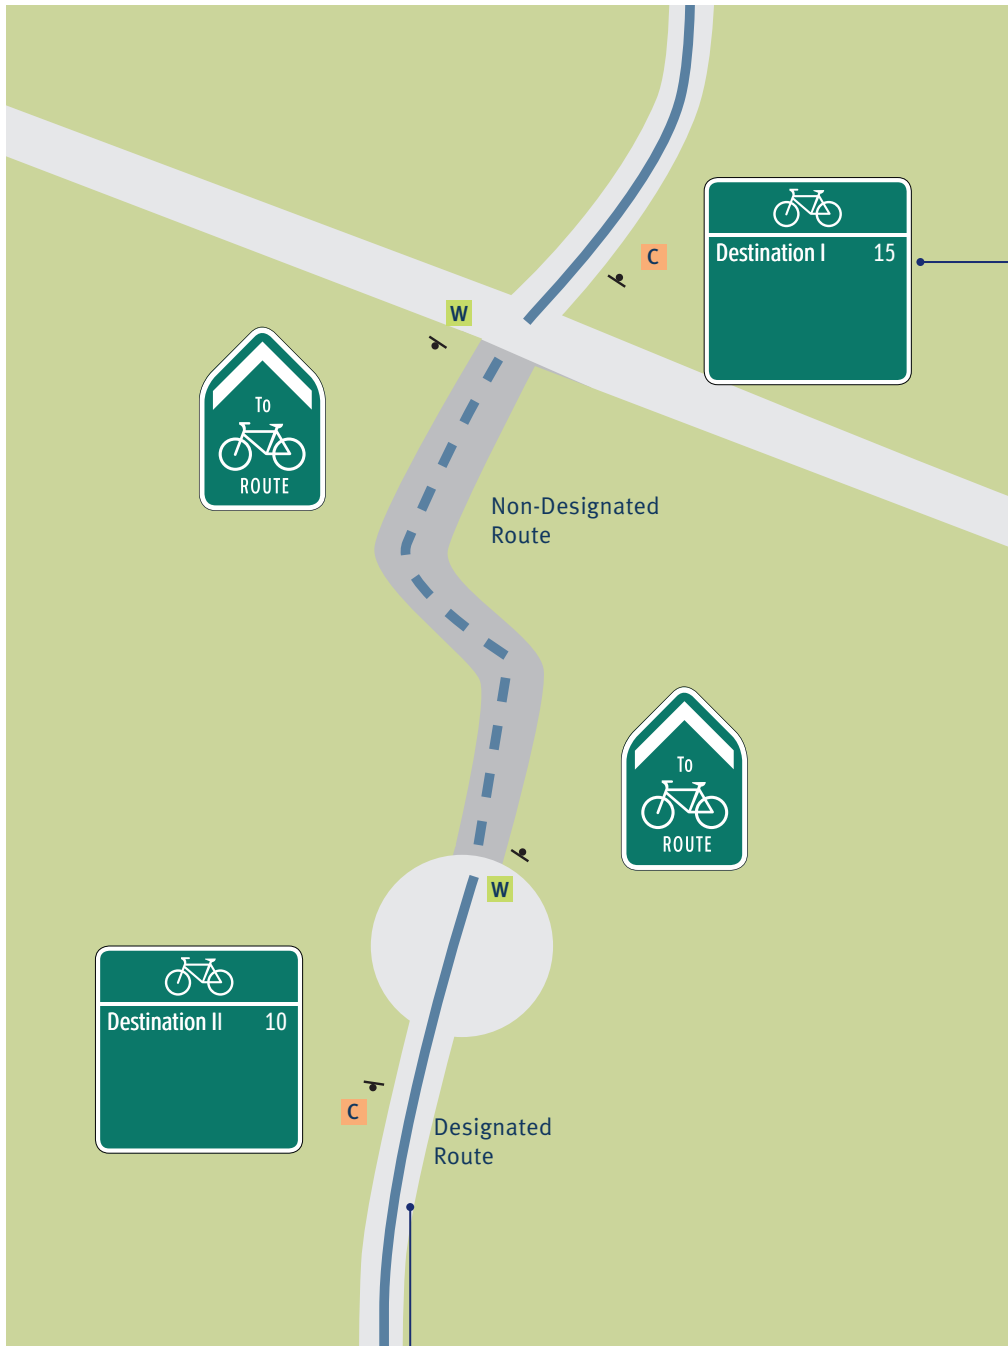 C
Destination I 15
W
To
ROUTE
Non-Designated
Route
To
ROUTE
W
Destination II 10
C
Designated
Route